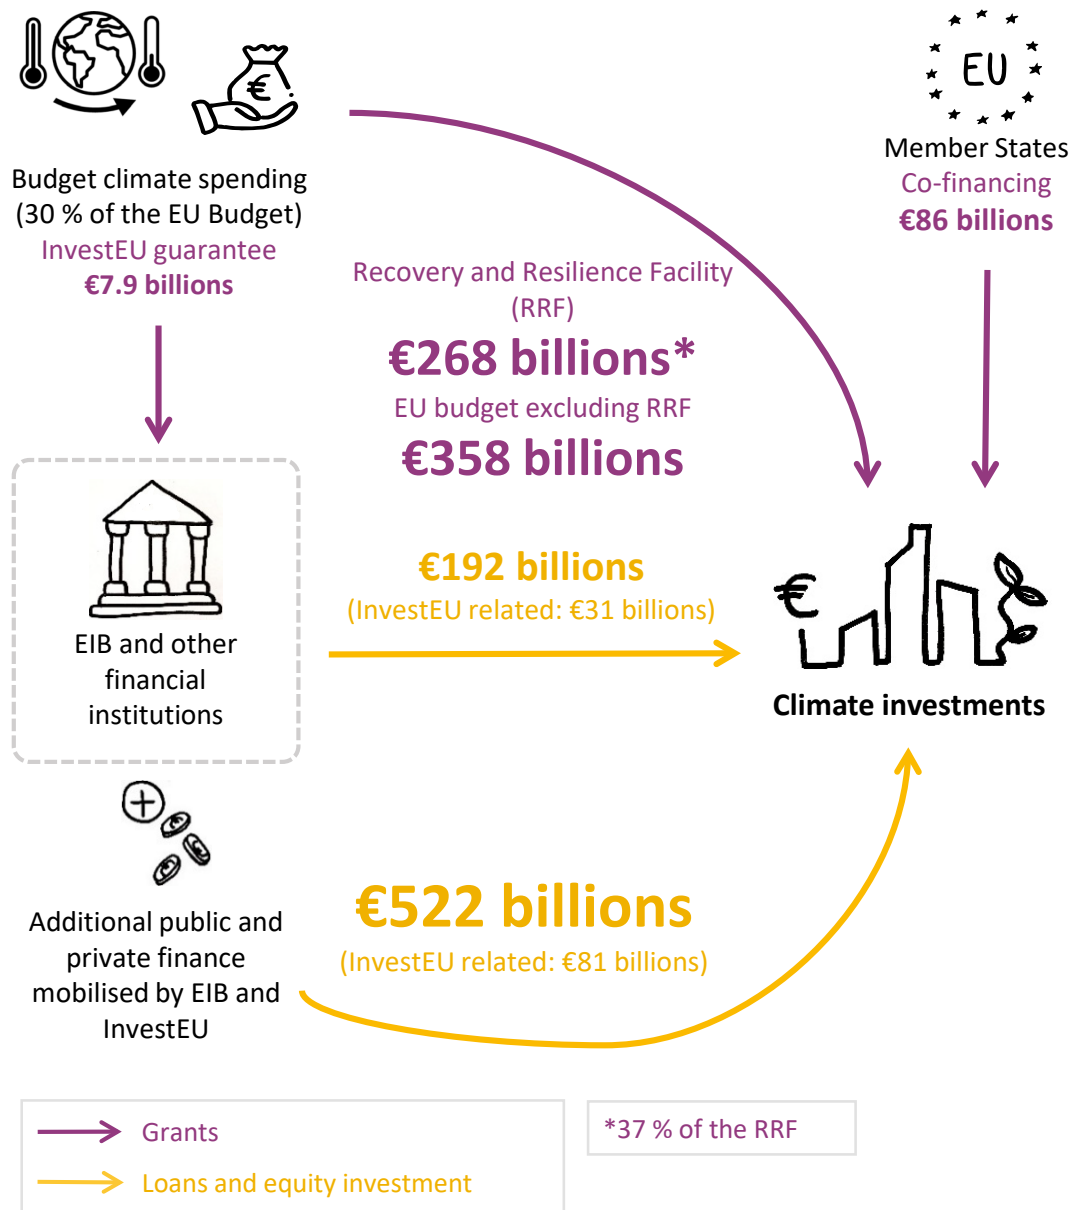 EU
Member States
Co-financing
€86 billions
Budget climate spending
(30 % of the EU Budget)
InvestEU guarantee
€7.9 billions
€
Recovery and Resilience Facility
(RRF)
€268 billions*
EU budget excluding RRF
€358 billions
EIB and other
financial
institutions
€192 billions
(InvestEU related: €31 billions)
€
Climate investments
Additional public and
private finance
mobilised by EIB and
InvestEU
€522 billions
(InvestEU related: €81 billions)
Grants
Loans and equity investment
*37 % of the RRF